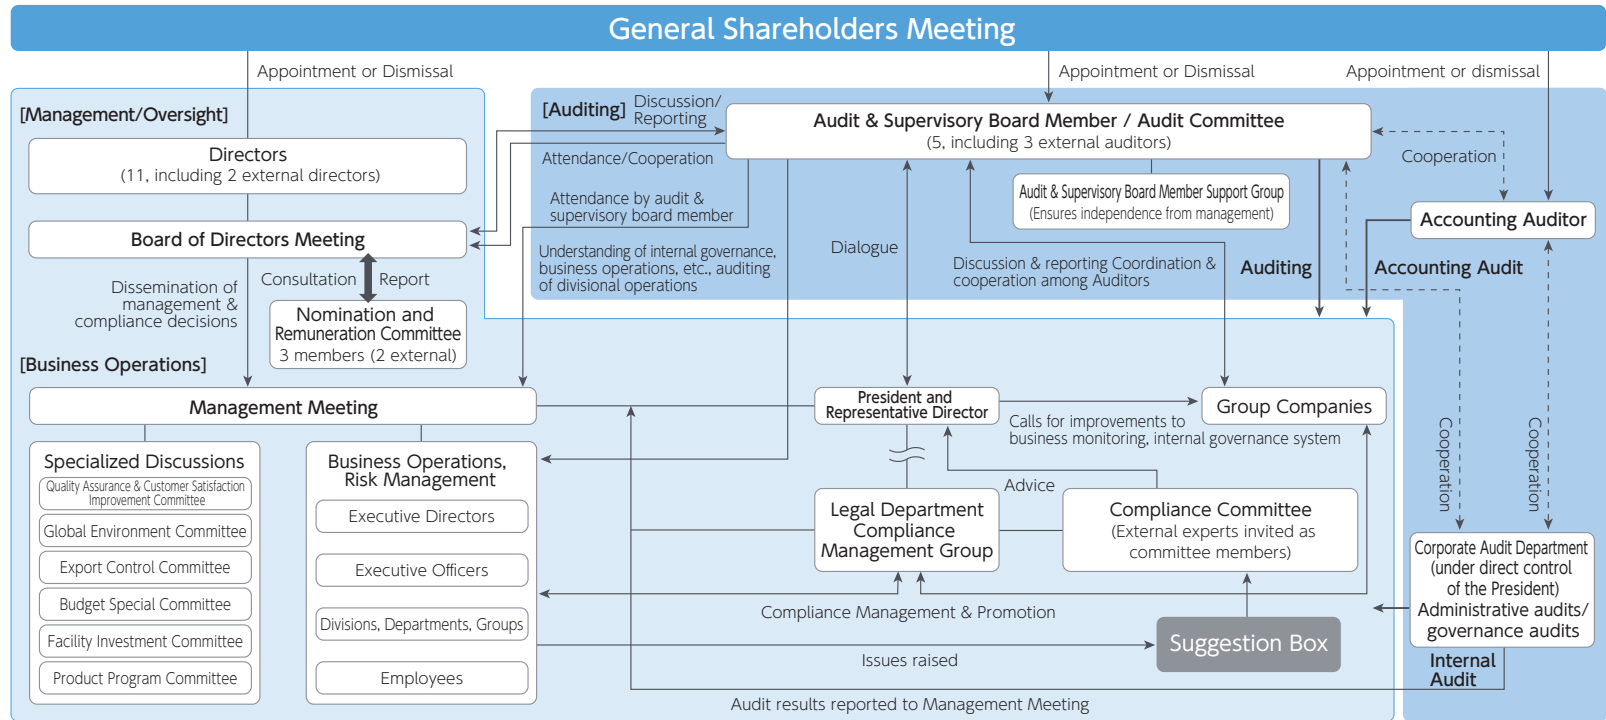 General Shareholders Meeting
Appointment or Dismissal
Appointment or Dismissal
Appointment or dismissal
[Management/Oversight]
Directors
(11, including 2 external directors)
Board of Directors Meeting
Consultation
Report
Dissemination of
management &
compliance decisions
Nomination and
Remuneration Committee
3 members (2 external)
[Auditing]
Discussion/
Reporting
Attendance/Cooperation
Attendance by audit &
supervisory board member
Understanding of internal governance,
business operations, etc., auditing
of divisional operations
Audit & Supervisory Board Member / Audit Committee
(5, including 3 external auditors)
Audit & Supervisory Board Member Support Group
(Ensures independence from management)
Cooperation
Accounting Auditor
Dialogue
Discussion & reporting Coordination &
cooperation among Auditors
Auditing
Accounting Audit
[Business Operations]
Management Meeting
President and
Representative Director
Group Companies
Calls for improvements to
business monitoring, internal governance system
Specialized Discussions
Quality Assurance & Customer Satisfaction
Improvement Committee
Global Environment Committee
Export Control Committee
Budget Special Committee
Facility Investment Committee
Product Program Committee
Business Operations,
Risk Management
Executive Directors
Executive Officers
Divisions, Departments, Groups
Employees
Advice
Legal Department
Compliance
Management Group
Compliance Committee
(External experts invited as
committee members)
Cooperation
Cooperation
Compliance Management & Promotion
Suggestion Box
Issues raised
Corporate Audit Department
(under direct control
of the President)
Administrative audits/
governance audits
Internal
Audit
Audit results reported to Management Meeting